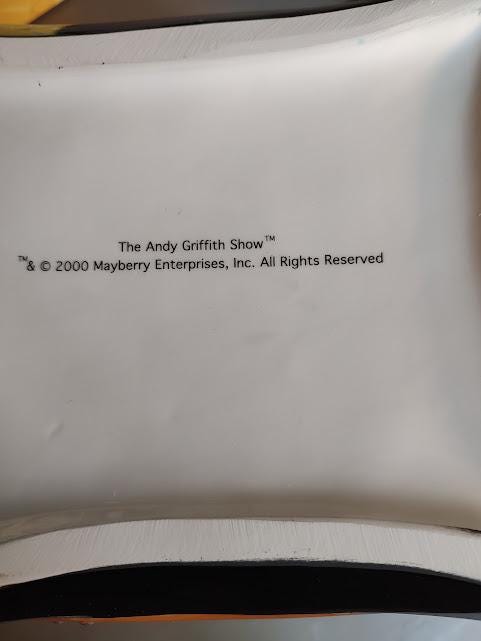 The Andy Griffith Show™
™& © 2000 Mayberry Enterprises, Inc. All Rights Reserved